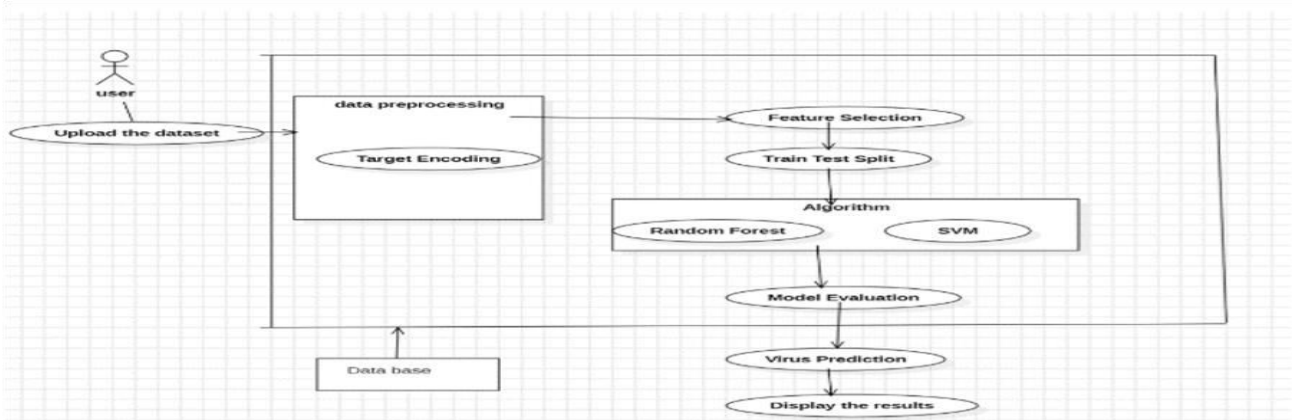 user
Upload the dataset
data preprocessing
Target Encoding
Feature Selection
Train Test Split
Algorithm
Random Forest
SVM
Model Evaluation
Data base
Virus Prediction
Display the results